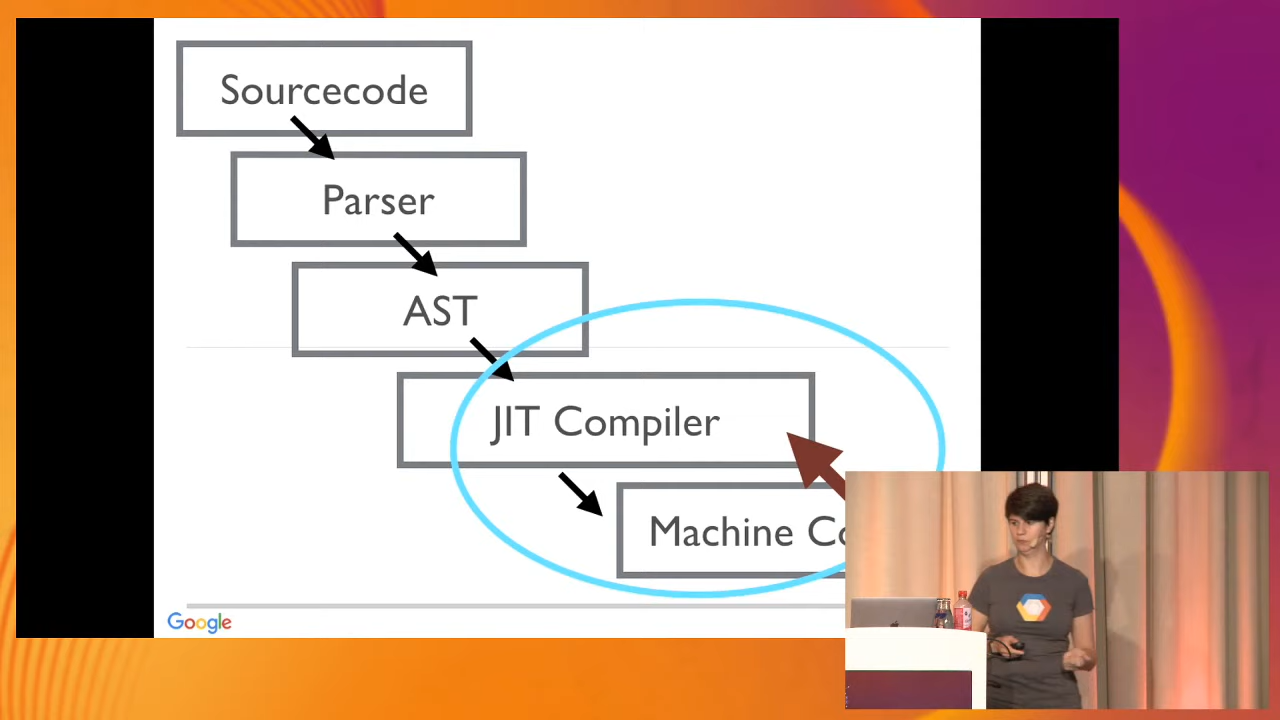 Sourcecode
Parser
AST
JIT Compiler
Machine Co
Google